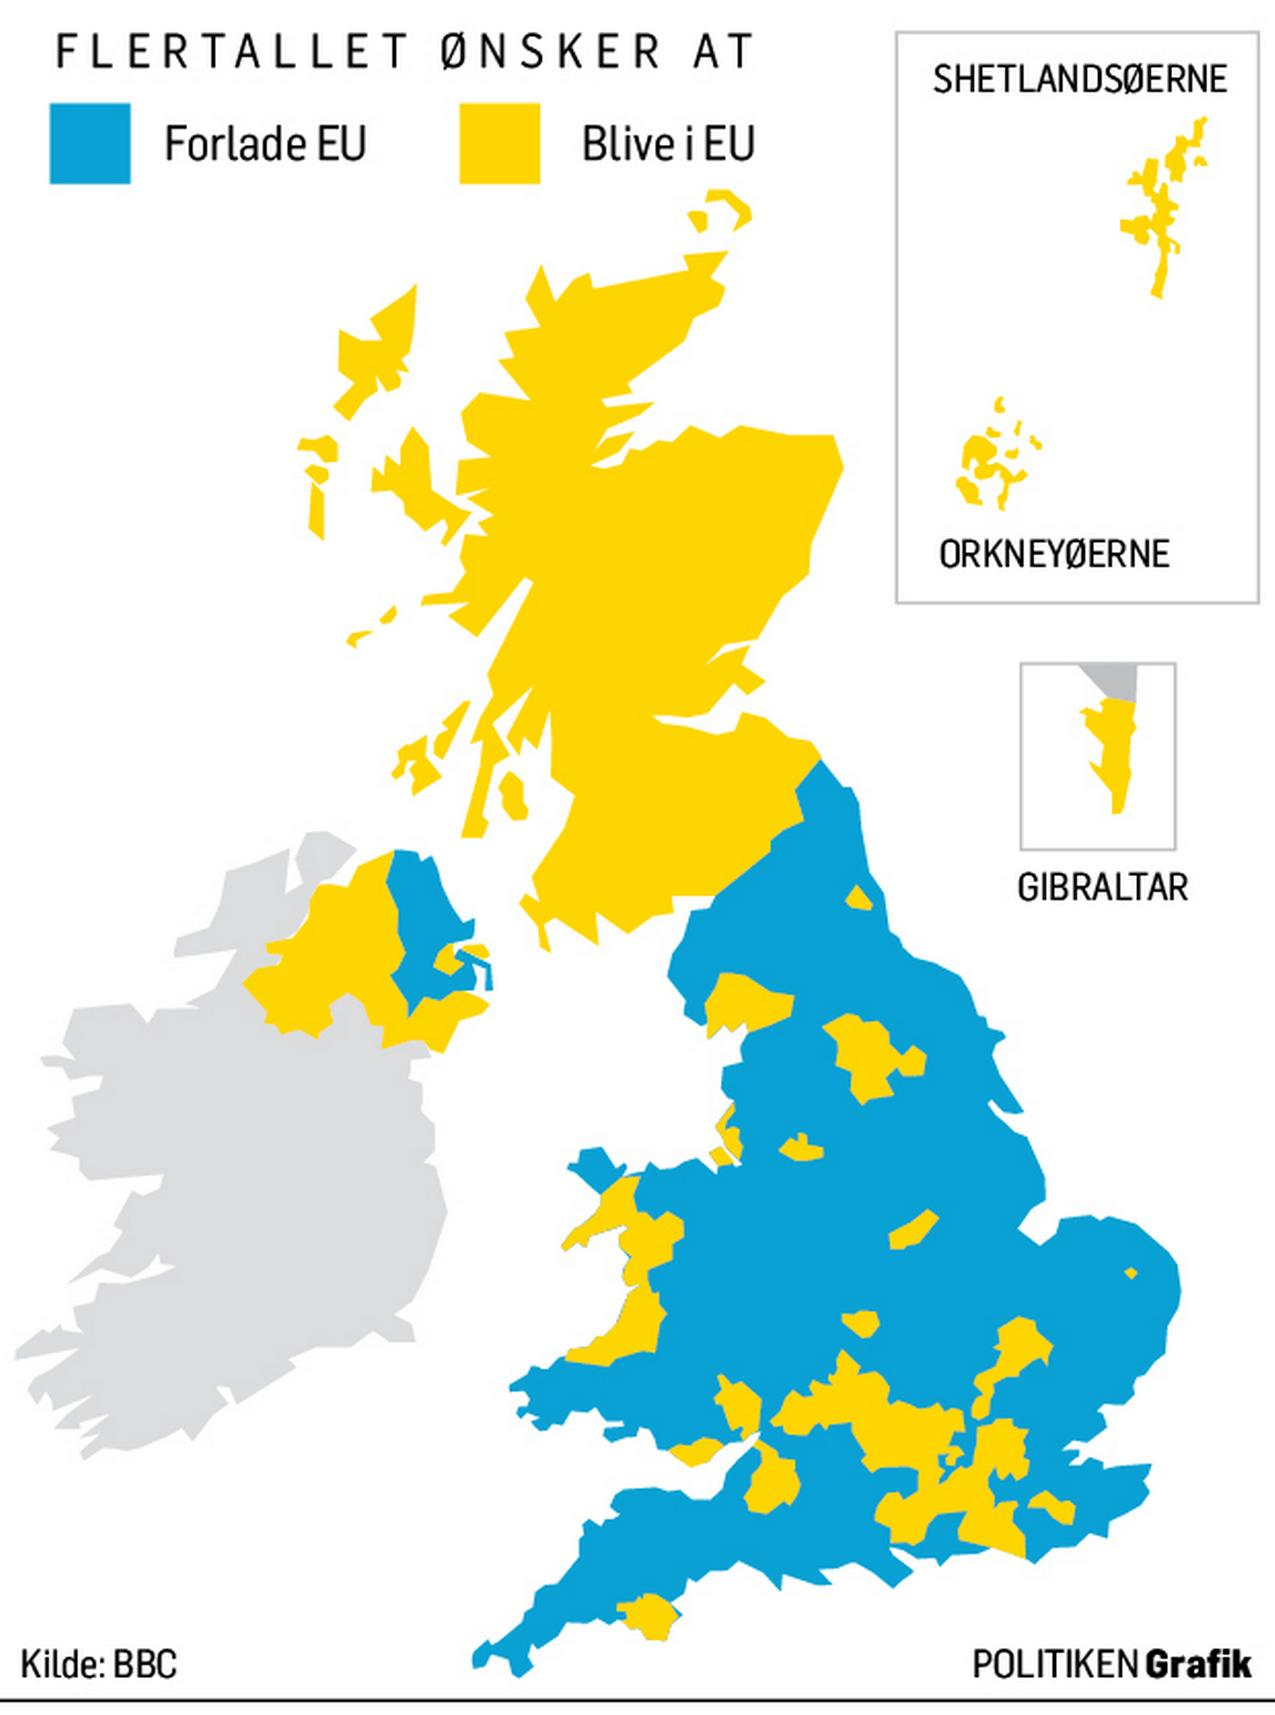 FLERTALLET ØNSKER AT
Forlade EU
Blive i EU
SHETLANDSØERNE
ORKNEYØERNE
GIBRALTAR
Kilde: BBC
POLITIKEN Grafik